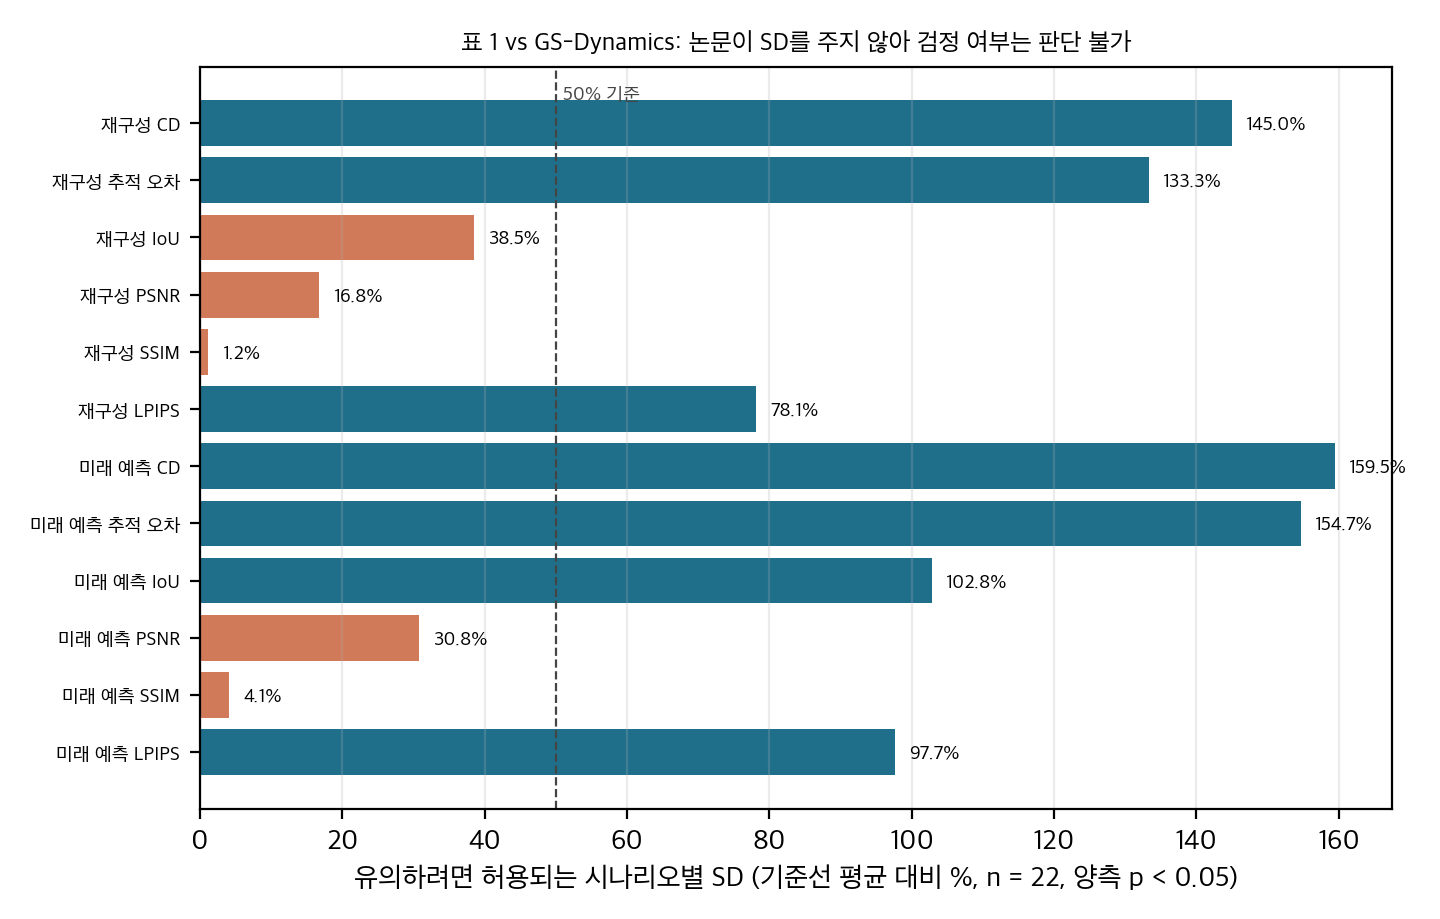 표 1 vs GS-Dynamics: 논문이 SD를 주지 않아 검정 여부는 판단 불가
50% 기준
재구성 CD 145.0%
재구성 추적 오차 133.3%
재구성 IoU 38.5%
재구성 PSNR 16.8%
재구성 SSIM 1.2%
재구성 LPIPS 78.1%
미래 예측 CD 159.5%
미래 예측 추적 오차 154.7%
미래 예측 IoU 102.8%
미래 예측 PSNR 30.8%
미래 예측 SSIM 4.1%
미래 예측 LPIPS 97.7%
0 20 40 60 80 100 120 140 160
유의하려면 허용되는 시나리오별 SD (기준선 평균 대비 %, n = 22, 양측 p < 0.05)